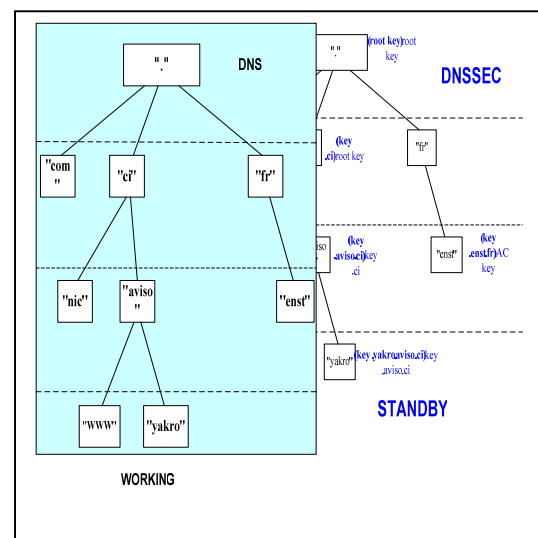 "."
DNS
"."
(root key)root
key
DNSSEC
"com
"
"ci"
"fr"
(key
.ci)root key
"fr"
"nic"
"aviso
"
"enst"
(key
.aviso.ci)key
.ci
"enst"
(key
.enst.fr)AC
key
"www"
"yakro"
"yakro"
(key.yakro.aviso.ci)key
.aviso.ci
STANDBY
WORKING